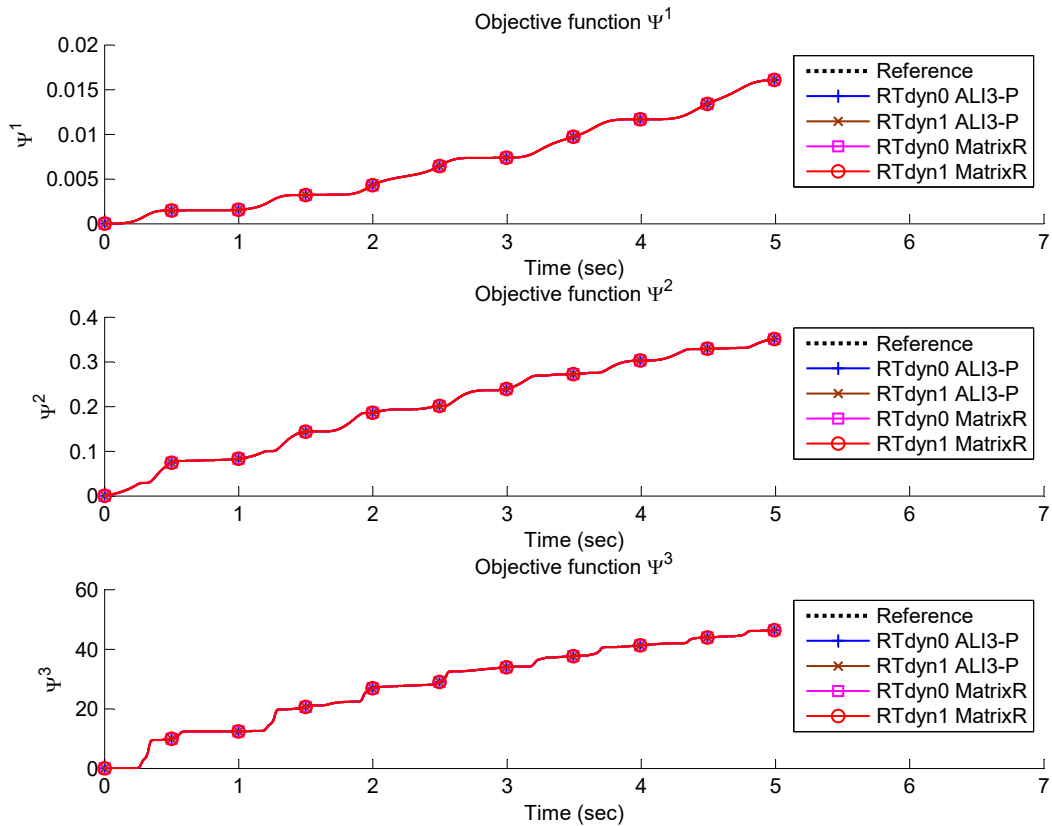 Objective function Ψ¹
0.02
0.015
0.01
0.005
0
Ψ¹
0 1 2 3 4 5 6 7
Time (sec)
Reference
RTdyn0 ALI3-P
RTdyn1 ALI3-P
RTdyn0 MatrixR
RTdyn1 MatrixR
Objective function Ψ²
0.4
0.3
0.2
0.1
0
Ψ²
0 1 2 3 4 5 6 7
Time (sec)
Reference
RTdyn0 ALI3-P
RTdyn1 ALI3-P
RTdyn0 MatrixR
RTdyn1 MatrixR
Objective function Ψ³
60
40
20
0
Ψ³
0 1 2 3 4 5 6 7
Time (sec)
Reference
RTdyn0 ALI3-P
RTdyn1 ALI3-P
RTdyn0 MatrixR
RTdyn1 MatrixR